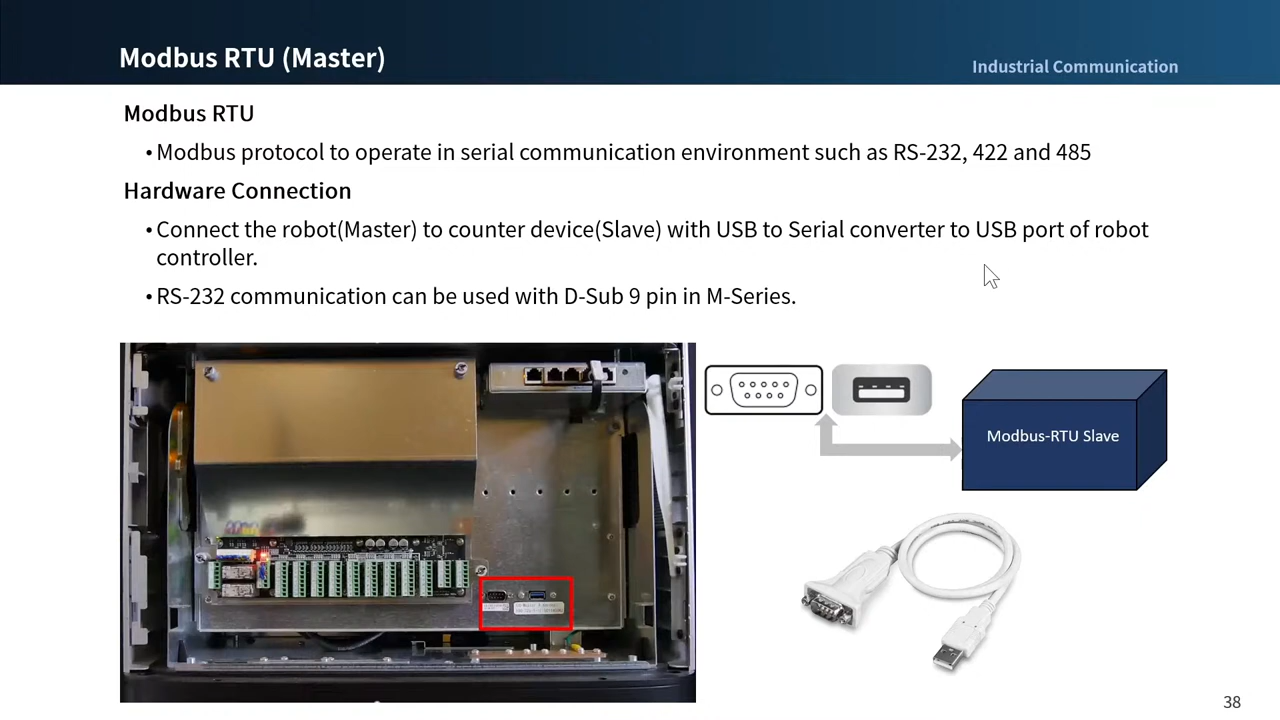 Modbus RTU (Master)
Industrial Communication
Modbus RTU
• Modbus protocol to operate in serial communication environment such as RS-232, 422 and 485
Hardware Connection
• Connect the robot(Master) to counter device(Slave) with USB to Serial converter to USB port of robot
controller.
• RS-232 communication can be used with D-Sub 9 pin in M-Series.
Modbus-RTU Slave
38